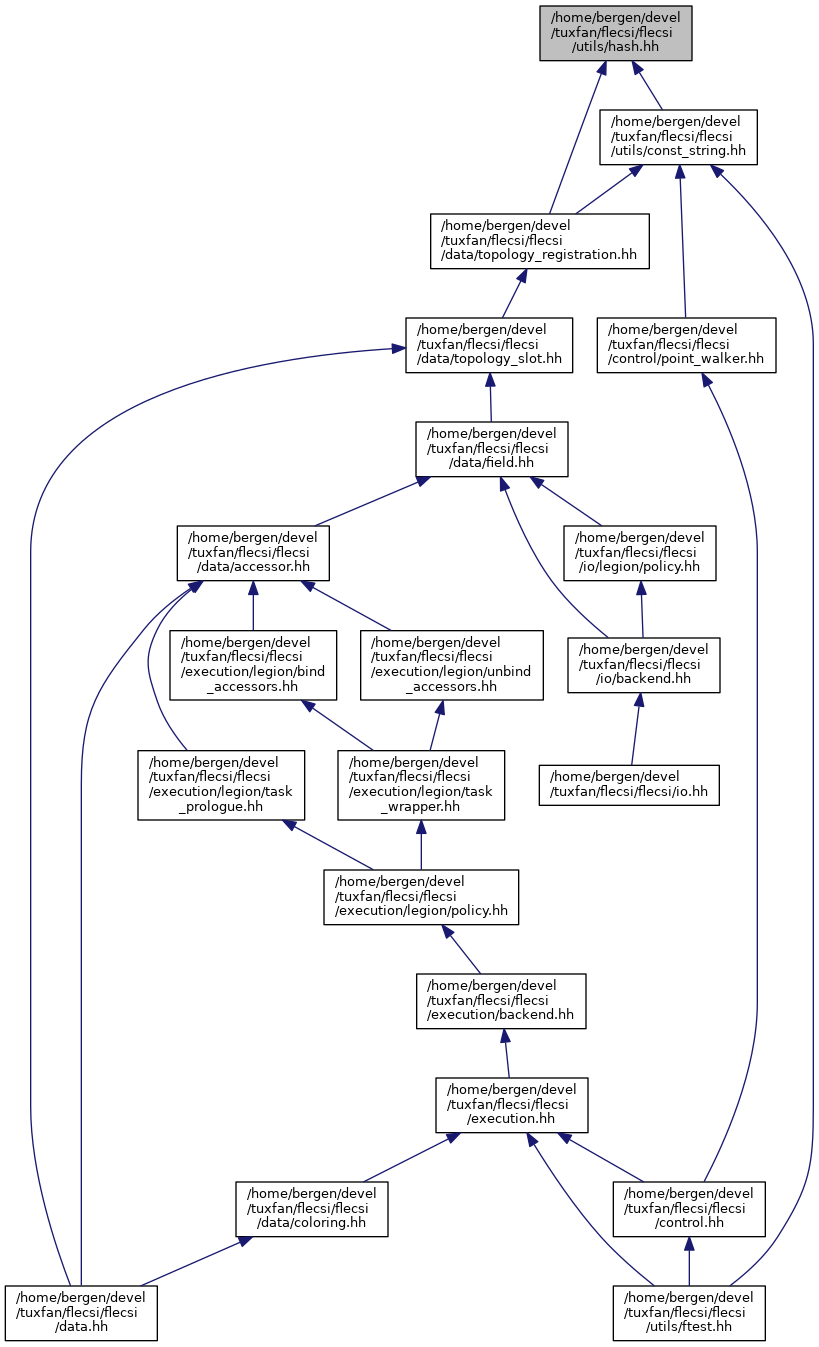 /home/bergen/devel
/tuxfan/flecsi/flecsi
/utils/hash.hh
/home/bergen/devel
/tuxfan/flecsi/flecsi
/utils/const_string.hh
/home/bergen/devel
/tuxfan/flecsi/flecsi
/data/topology_registration.hh
/home/bergen/devel
/tuxfan/flecsi/flecsi
/data/topology_slot.hh
/home/bergen/devel
/tuxfan/flecsi/flecsi
/control/point_walker.hh
/home/bergen/devel
/tuxfan/flecsi/flecsi
/data/field.hh
/home/bergen/devel
/tuxfan/flecsi/flecsi
/data/accessor.hh
/home/bergen/devel
/tuxfan/flecsi/flecsi
/io/legion/policy.hh
/home/bergen/devel
/tuxfan/flecsi/flecsi
/execution/legion/bind
_accessors.hh
/home/bergen/devel
/tuxfan/flecsi/flecsi
/execution/legion/unbind
_accessors.hh
/home/bergen/devel
/tuxfan/flecsi/flecsi
/io/backend.hh
/home/bergen/devel
/tuxfan/flecsi/flecsi
/execution/legion/task
_prologue.hh
/home/bergen/devel
/tuxfan/flecsi/flecsi
/execution/legion/task
_wrapper.hh
/home/bergen/devel
/tuxfan/flecsi/flecsi/io.hh
/home/bergen/devel
/tuxfan/flecsi/flecsi
/execution/legion/policy.hh
/home/bergen/devel
/tuxfan/flecsi/flecsi
/execution/backend.hh
/home/bergen/devel
/tuxfan/flecsi/flecsi
/execution.hh
/home/bergen/devel
/tuxfan/flecsi/flecsi
/data/coloring.hh
/home/bergen/devel
/tuxfan/flecsi/flecsi
/control.hh
/home/bergen/devel
/tuxfan/flecsi/flecsi
/data.hh
/home/bergen/devel
/tuxfan/flecsi/flecsi
/utils/ftest.hh